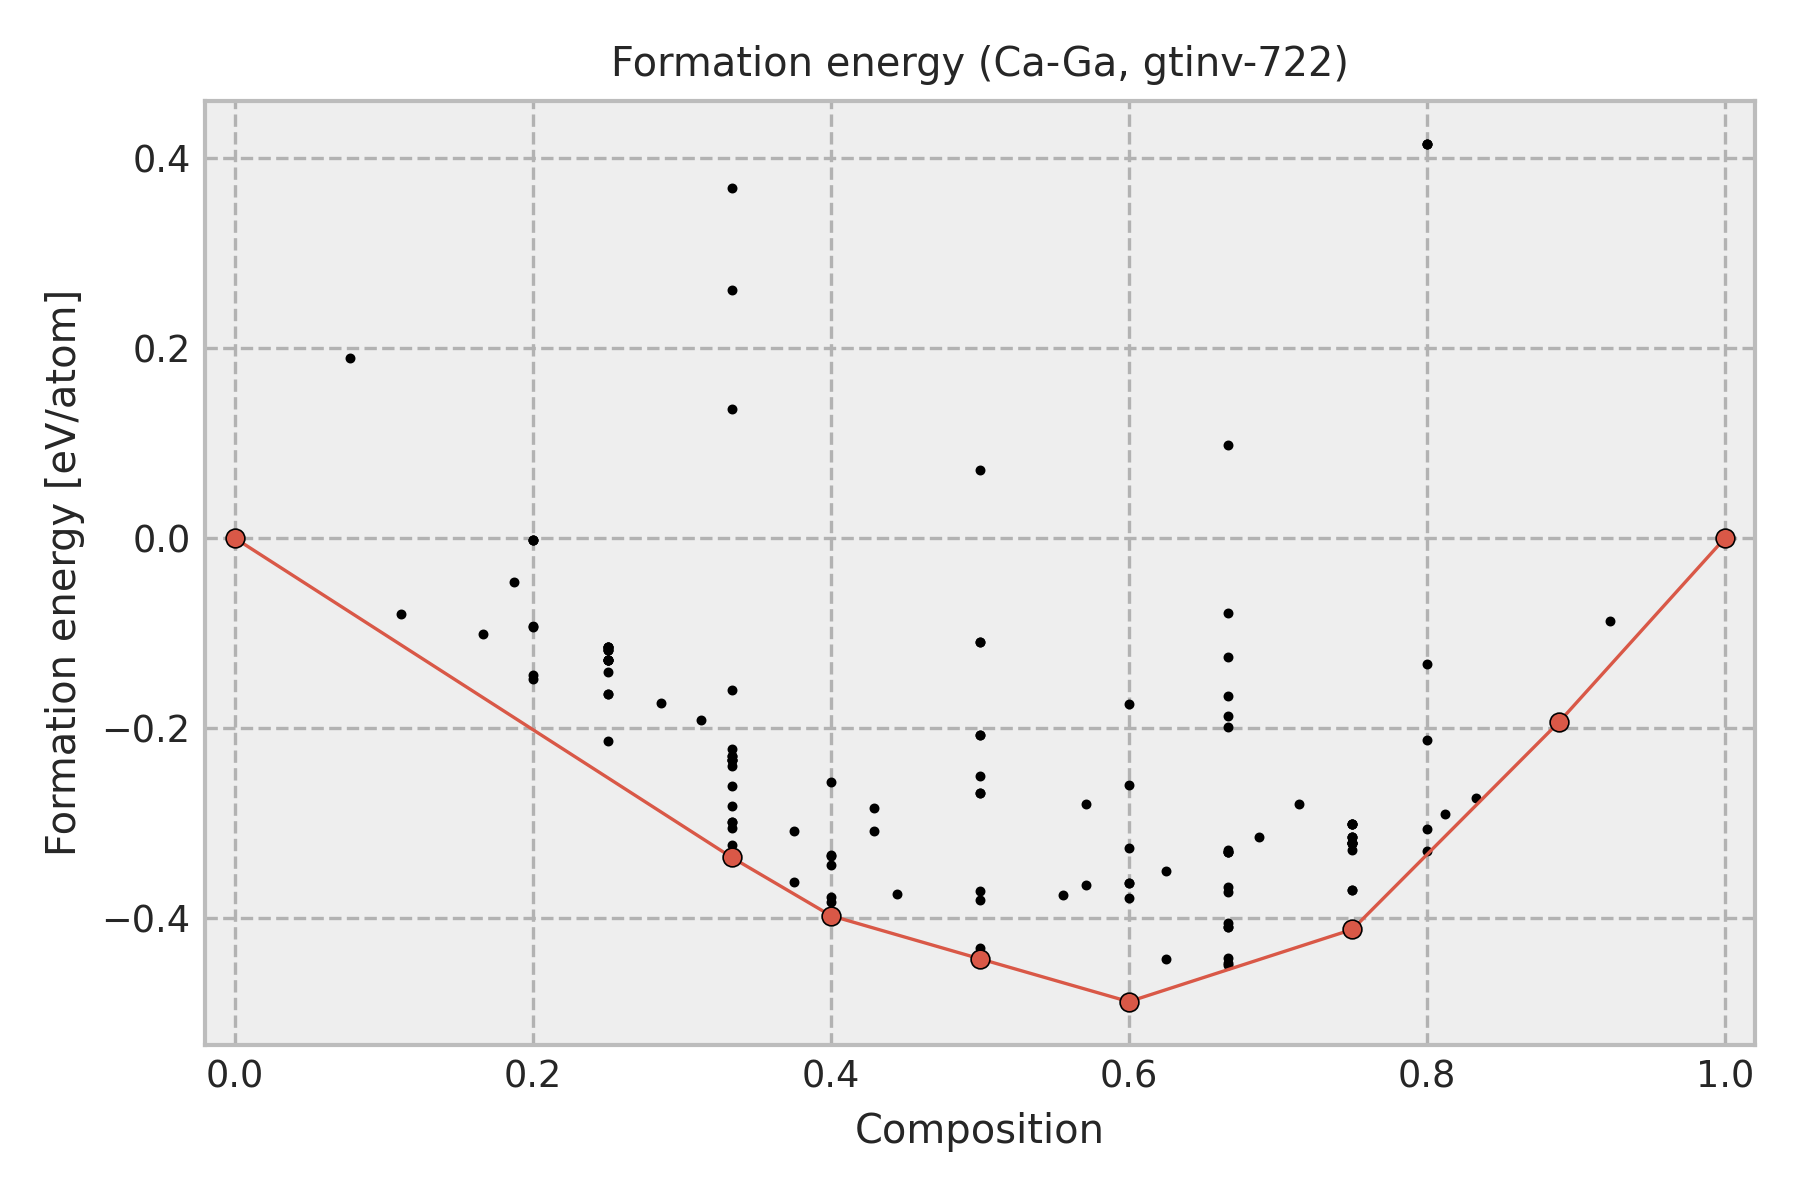 Formation energy (Ca-Ga, gtinv-722)
Formation energy [eV/atom]
0.4
0.2
0.0
−0.2
−0.4
0.0 0.2 0.4 0.6 0.8 1.0
Composition